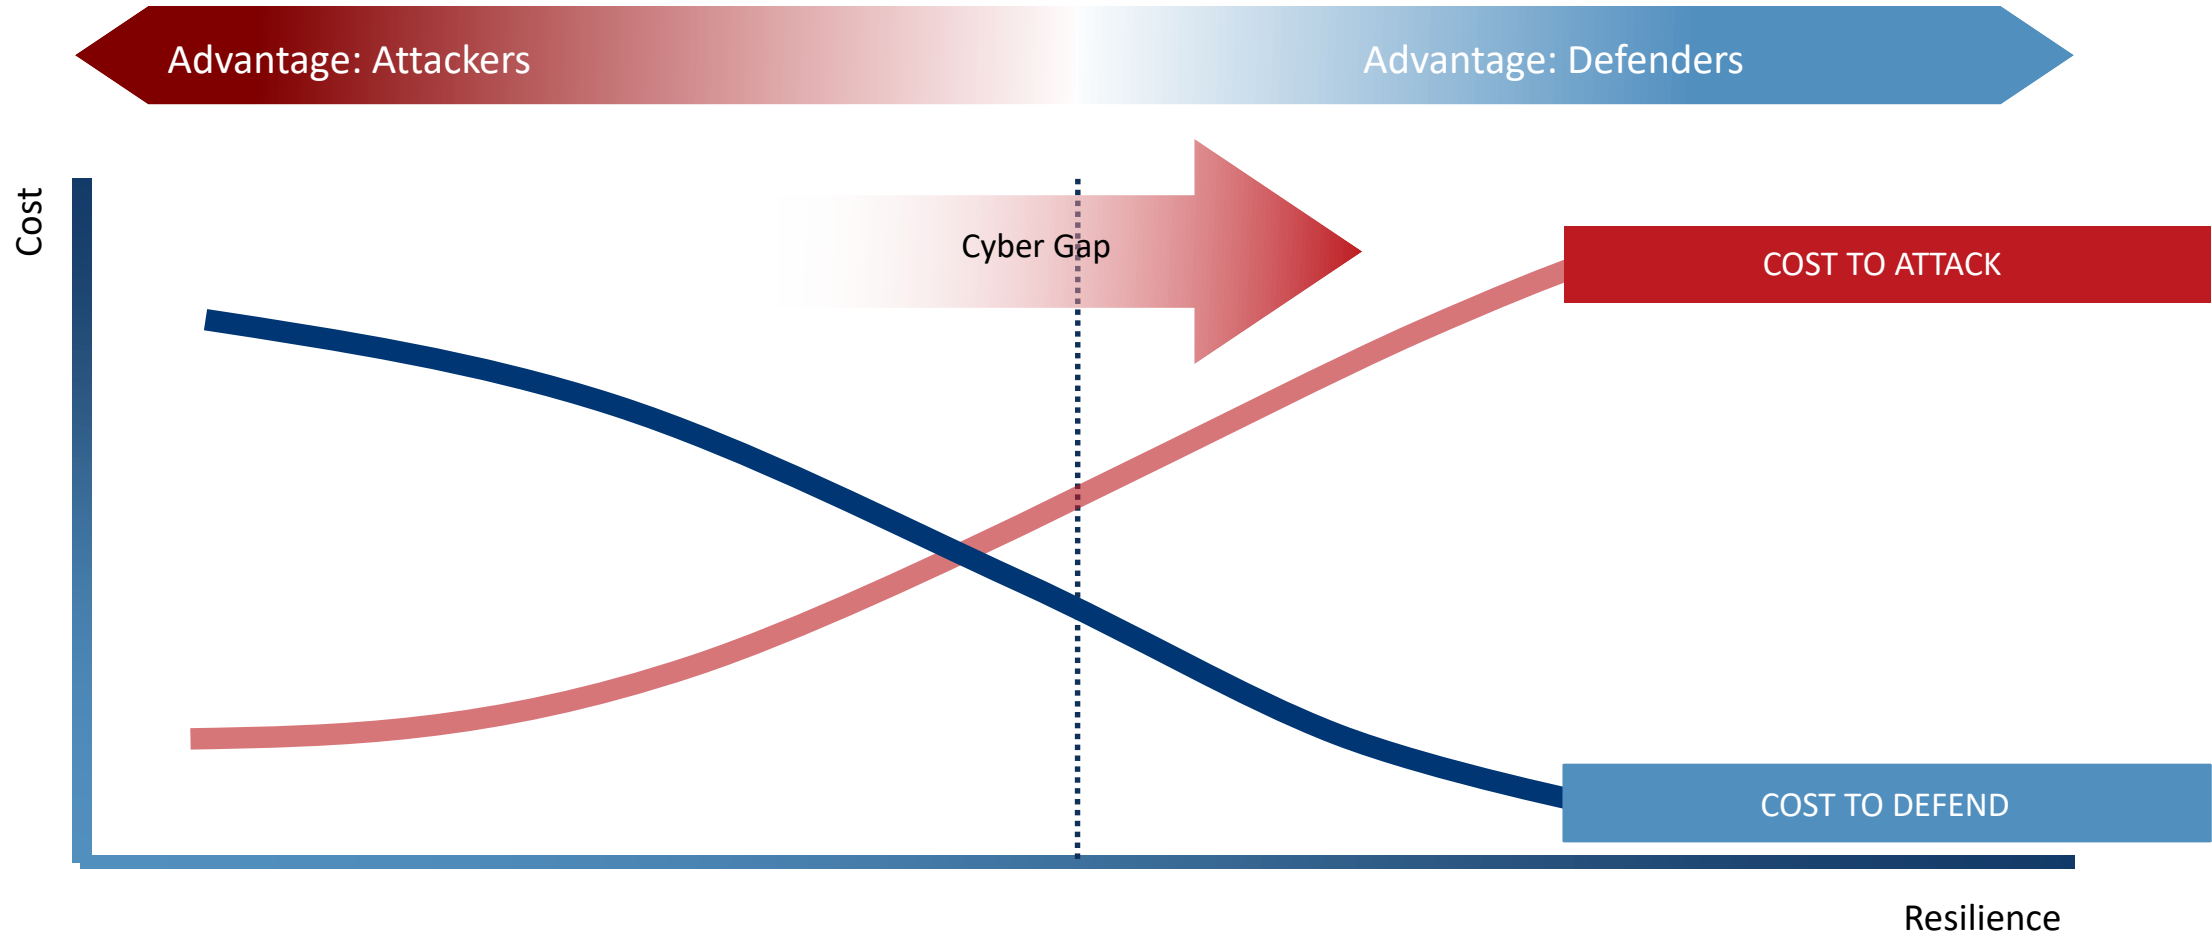 Advantage: Attackers
Advantage: Defenders
Cost
Cyber Gap
COST TO ATTACK
COST TO DEFEND
Resilience